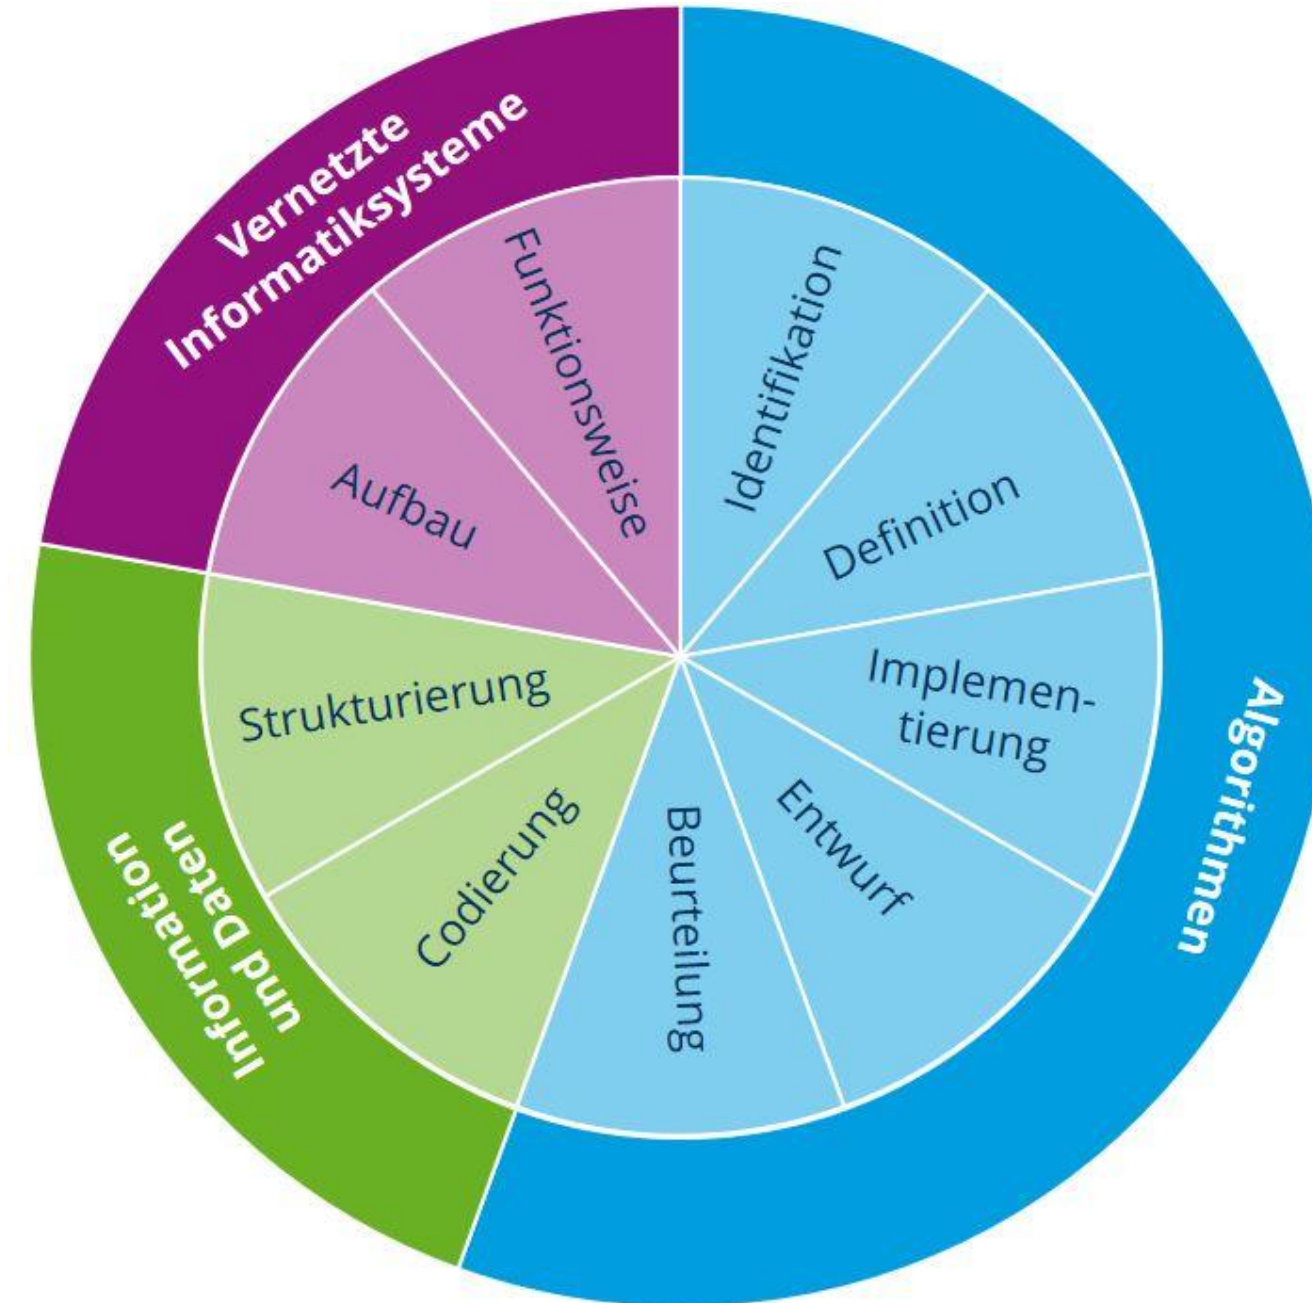 Vernetzte
Informatiksysteme
Funktionsweise
Aufbau
Identifikation
Definition
Implemen-
tierung
Entwurf
Beurteilung
Algorithmen
Strukturierung
Codierung
Information
und Daten